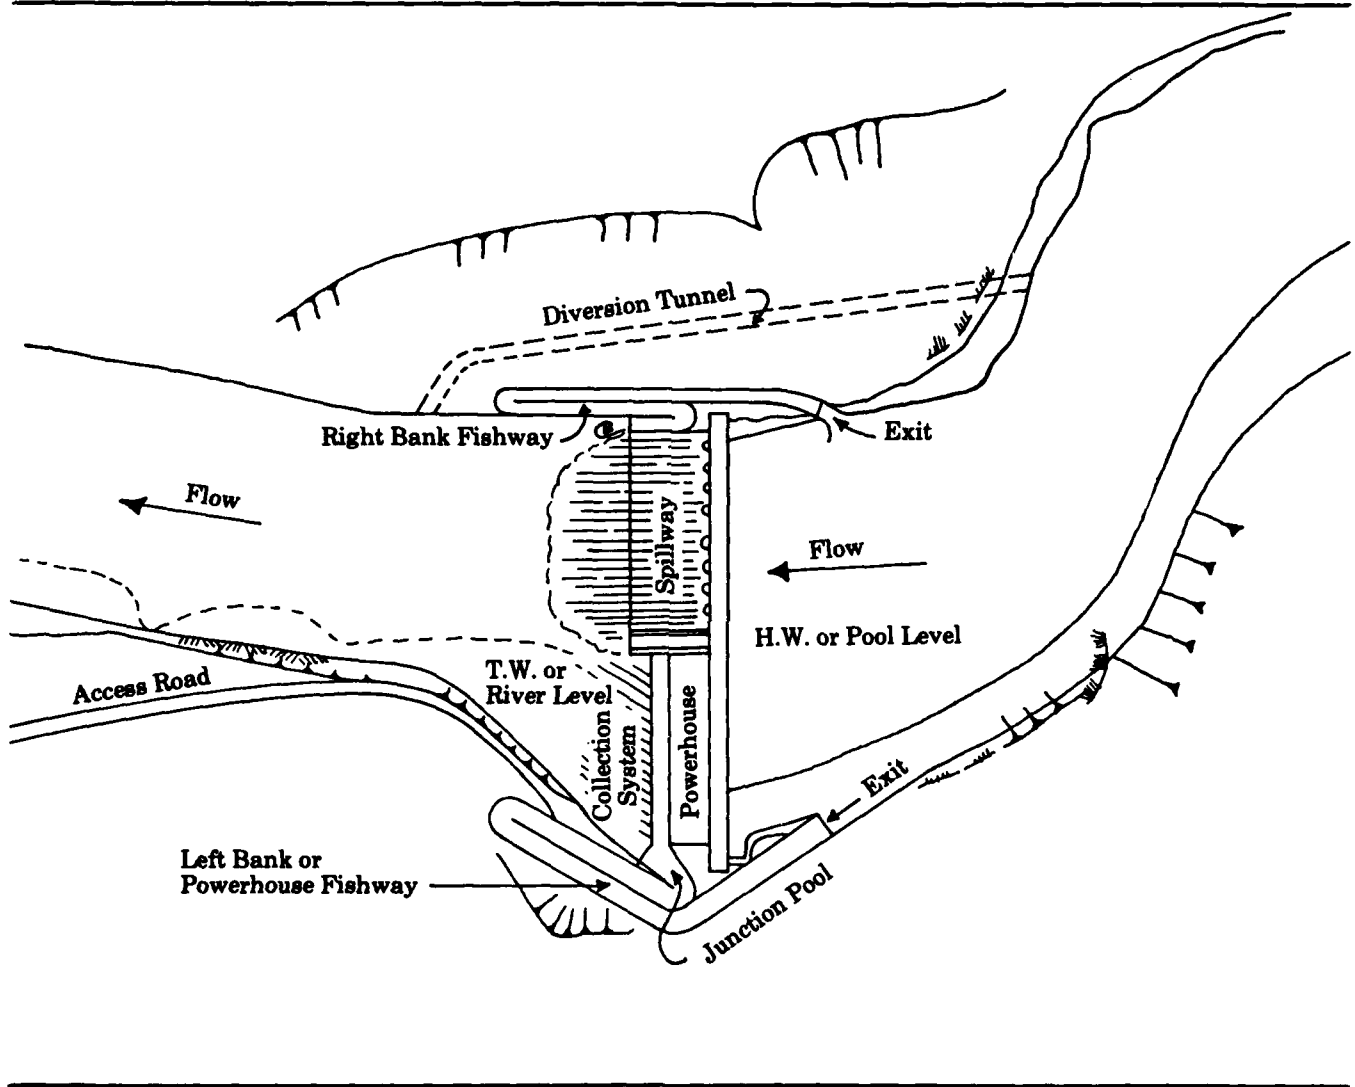 Diversion Tunnel
Right Bank Fishway
Exit
Flow
Spillway
Flow
H.W. or Pool Level
T.W. or
River Level
Access Road
Collection
System
Powerhouse
Exit
Left Bank or
Powerhouse Fishway
Junction Pool